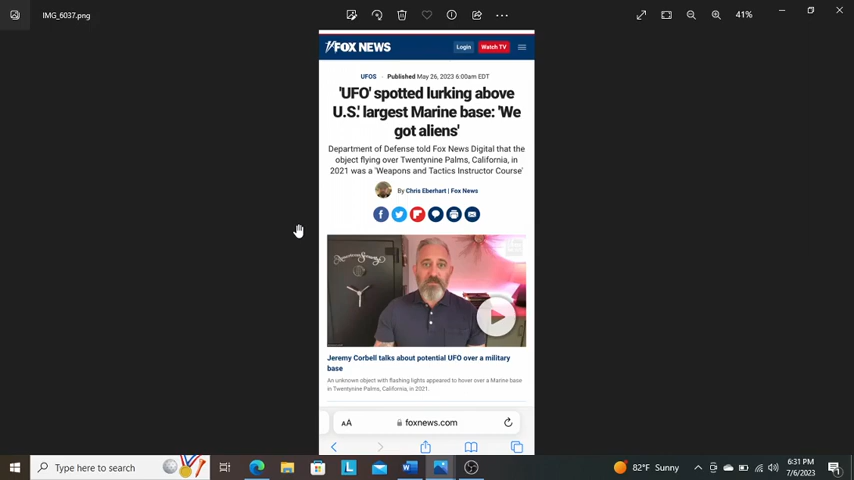 IMG_6037.png
41%
FOX NEWS
Login
Watch TV
UFOS
Published May 26, 2023 6:00am EDT
'UFO' spotted lurking above
U.S.' largest Marine base: 'We
got aliens'
Department of Defense told Fox News Digital that the
object flying over Twentynine Palms, California, in
2021 was a 'Weapons and Tactics Instructor Course'
By Chris Eberhart | Fox News
Jeremy Corbell talks about potential UFO over a military
base
An unknown object with flashing lights appeared to hover over a Marine base
in Twentynine Palms, California, in 2021.
AA
foxnews.com
Type here to search
82°F Sunny
6:31 PM
7/6/2023